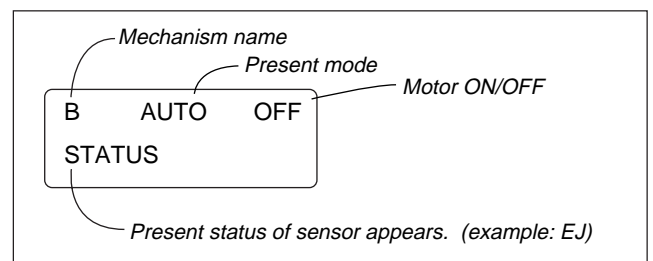 Mechanism name
Present mode
Motor ON/OFF
B AUTO OFF
STATUS
Present status of sensor appears. (example: EJ)